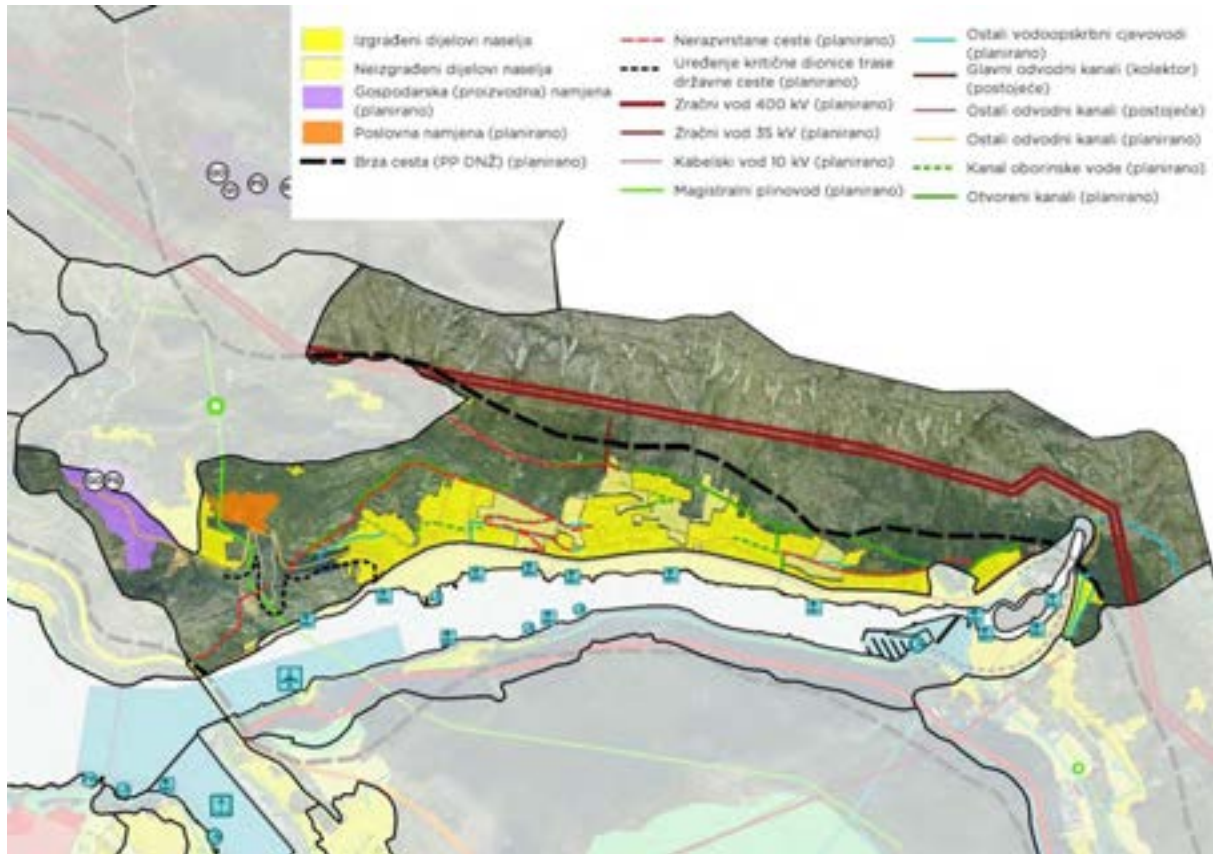 Izgrađeni dijelovi naselja
Neizgrađeni dijelovi naselja
Gospodarska (proizvodna) namjena
(planirano)
Poslovna namjena (planirano)
Brza cesta (PP DNŽ) (planirano)
Nerazvrstane ceste (planirano)
Uređenje kritične dionice trase
državne ceste (planirano)
Zračni vod 400 kV (planirano)
Zračni vod 35 kV (planirano)
Kabelski vod 10 kV (planirano)
Magistralni plinovod (planirano)
Ostali vodoopskrbni cjevovodi
(planirano)
Glavni odvodni kanali (kolektor)
(postojeće)
Ostali odvodni kanali (postojeće)
Ostali odvodni kanali (planirano)
Kanal oborinske vode (planirano)
Otvoreni kanali (planirano)